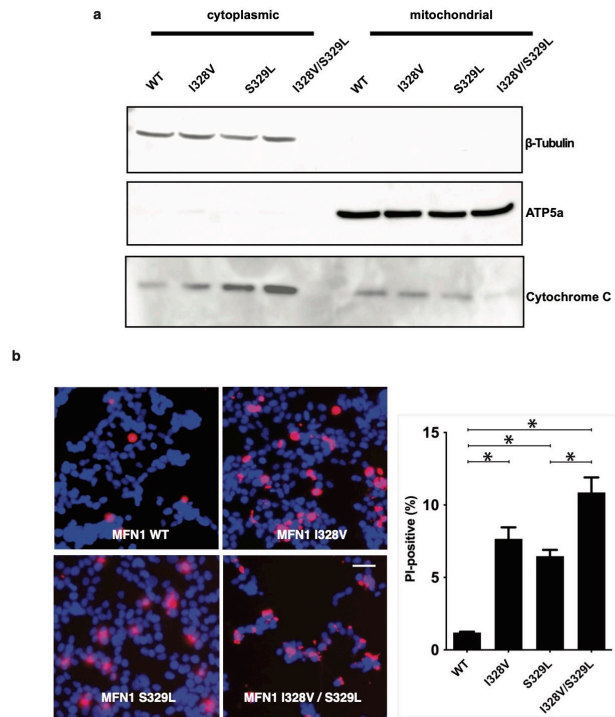 a
cytoplasmic
mitochondrial
WT
I328V
S329L
I328V/S329L
WT
I328V
S329L
I328V/S329L
β-Tubulin
ATP5a
Cytochrome C
b
MFN1 WT
MFN1 I328V
MFN1 S329L
MFN1 I328V / S329L
PI-positive (%)
15
10
5
0
*
*
*
*
WT
I328V
S329L
I328V/S329L